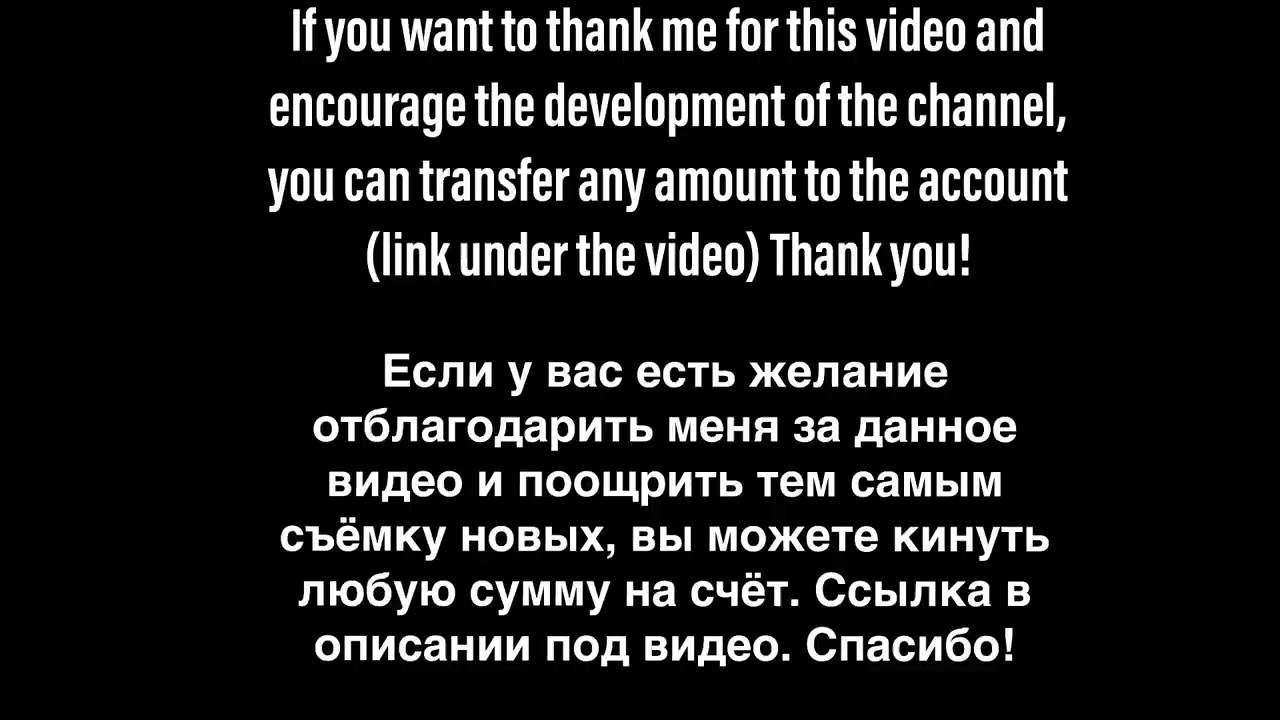 If you want to thank me for this video and
encourage the development of the channel,
you can transfer any amount to the account
(link under the video) Thank you!
Если у вас есть желание
отблагодарить меня за данное
видео и поощрить тем самым
съёмку новых, вы можете кинуть
любую сумму на счёт. Ссылка в
описании под видео. Спасибо!